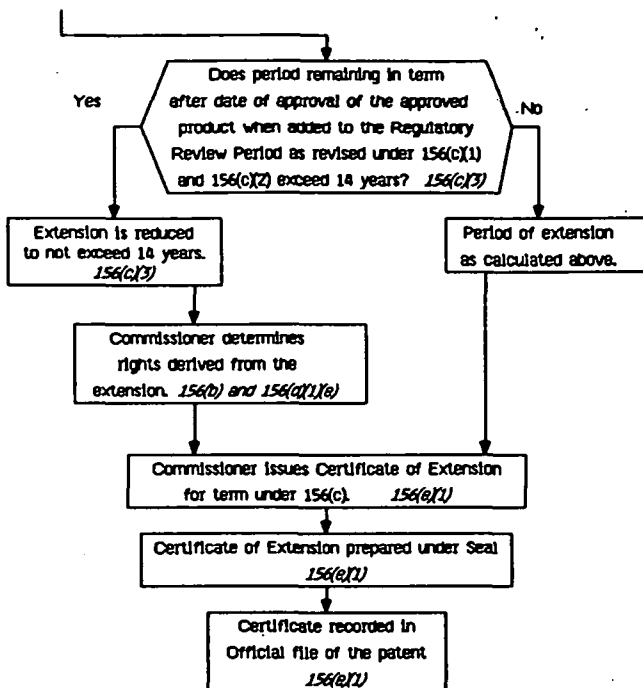 Does period remaining in term
after date of approval of the approved
product when added to the Regulatory
Review Period as revised under 156(c)(1)
and 156(c)(2) exceed 14 years? 156(c)(3)
Yes
No
Extension is reduced
to not exceed 14 years.
156(c)(3)
Period of extension
as calculated above.
Commissioner determines
rights derived from the
extension. 156(b) and 156(d)(1)(e)
Commissioner issues Certificate of Extension
for term under 156(c). 156(e)(1)
Certificate of Extension prepared under Seal
156(e)(1)
Certificate recorded in
Official file of the patent
156(e)(1)